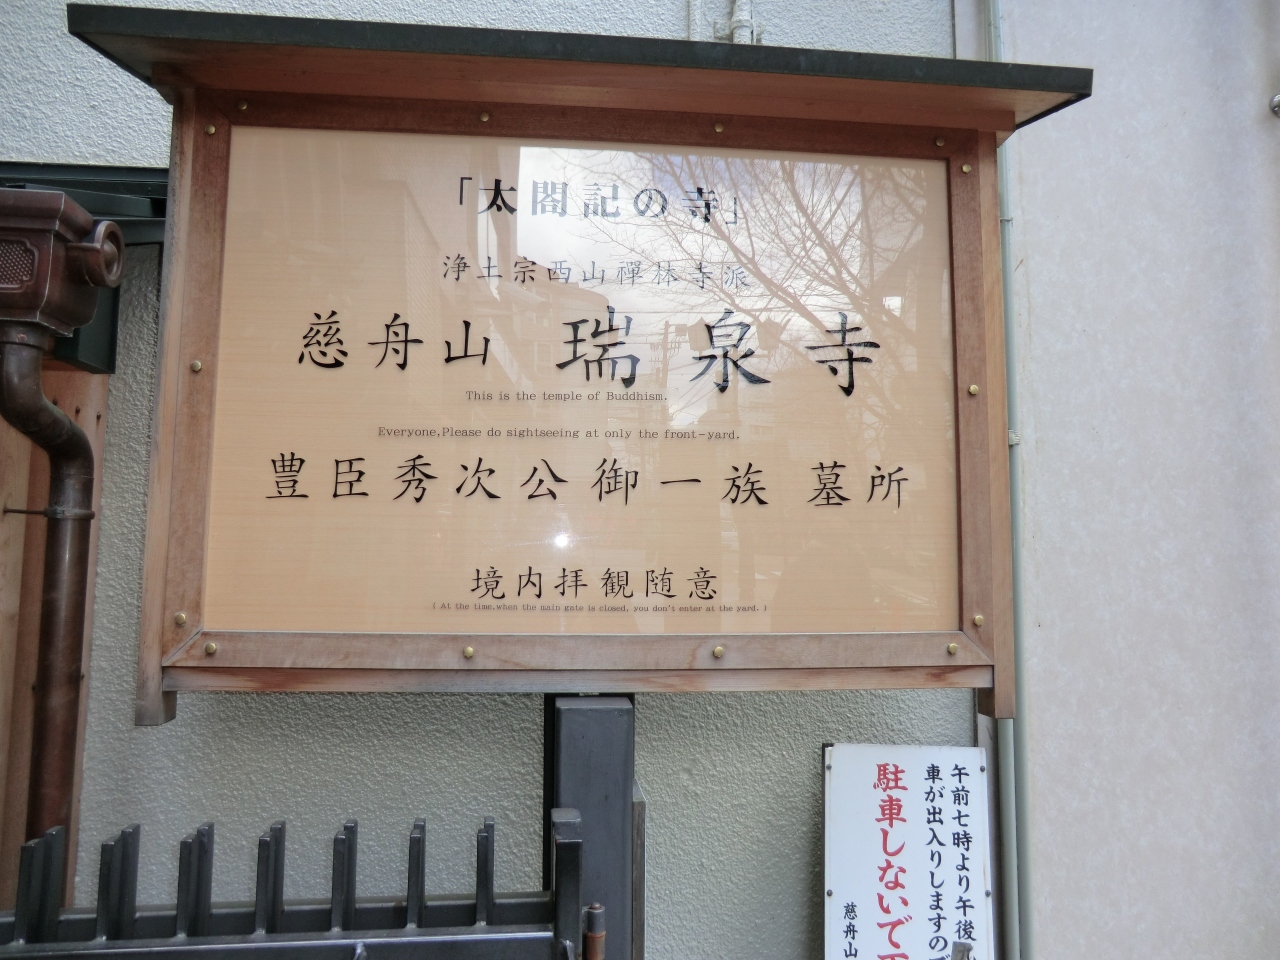 「太閤記の寺」
浄土宗西山禅林寺派
慈舟山 瑞泉寺
This is the temple of Buddhism.
Everyone,Please do sightseeing at only the front-yard.
豊臣秀次公御一族 墓所
境内拝観随意
( At the time,when the main gate is closed, you don't enter at the yard. )
午前七時より午後
車が出入りしますので
駐車しないで
慈舟山